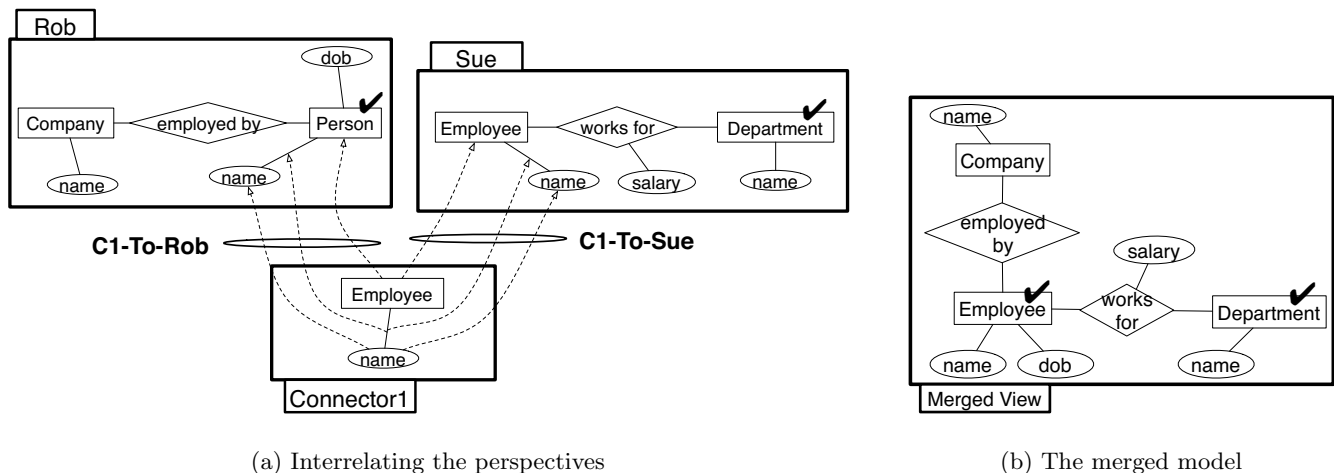 Rob
dob
Company
employed by
Person
name
name
Sue
Employee
works for
Department
name
salary
name
C1-To-Rob
C1-To-Sue
Employee
name
Connector1
(a) Interrelating the perspectives
name
Company
employed
by
salary
Employee
works
for
Department
name
dob
name
Merged View
(b) The merged model